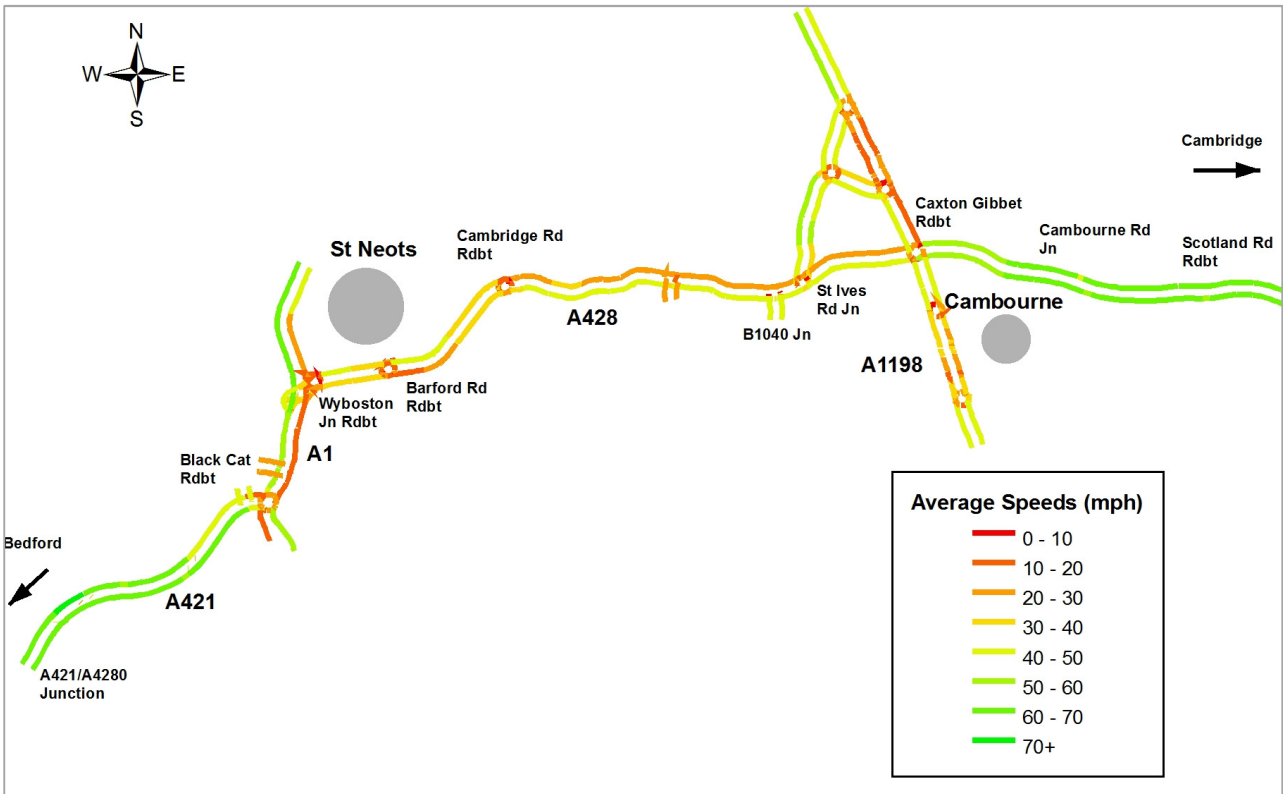 N
W E
S
Cambridge
Caxton Gibbet
Rdbt
Cambourne Rd
Jn
Scotland Rd
Rdbt
Cambridge Rd
Rdbt
St Neots
St Ives
Rd Jn
Cambourne
A428
B1040 Jn
A1198
Barford Rd
Rdbt
Wyboston
Jn Rdbt
A1
Black Cat
Rdbt
Bedford
A421
A421/A4280
Junction
Average Speeds (mph)
0 - 10
10 - 20
20 - 30
30 - 40
40 - 50
50 - 60
60 - 70
70+